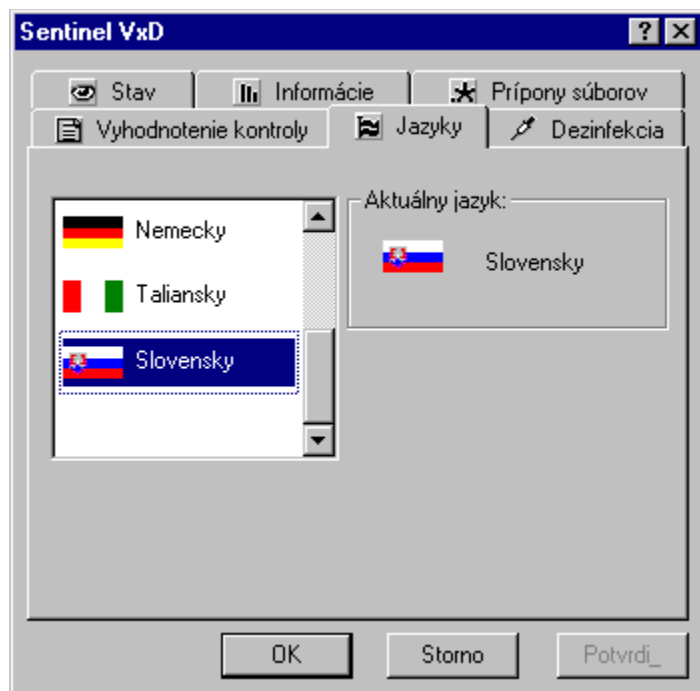 Sentinel VxD
Stav
Informácie
Prípony súborov
Vyhodnotenie kontroly
Jazyky
Dezinfekcia
Nemecky
Taliansky
Slovensky
Aktuálny jazyk:
Slovensky
OK
Storno
Potvrdi_